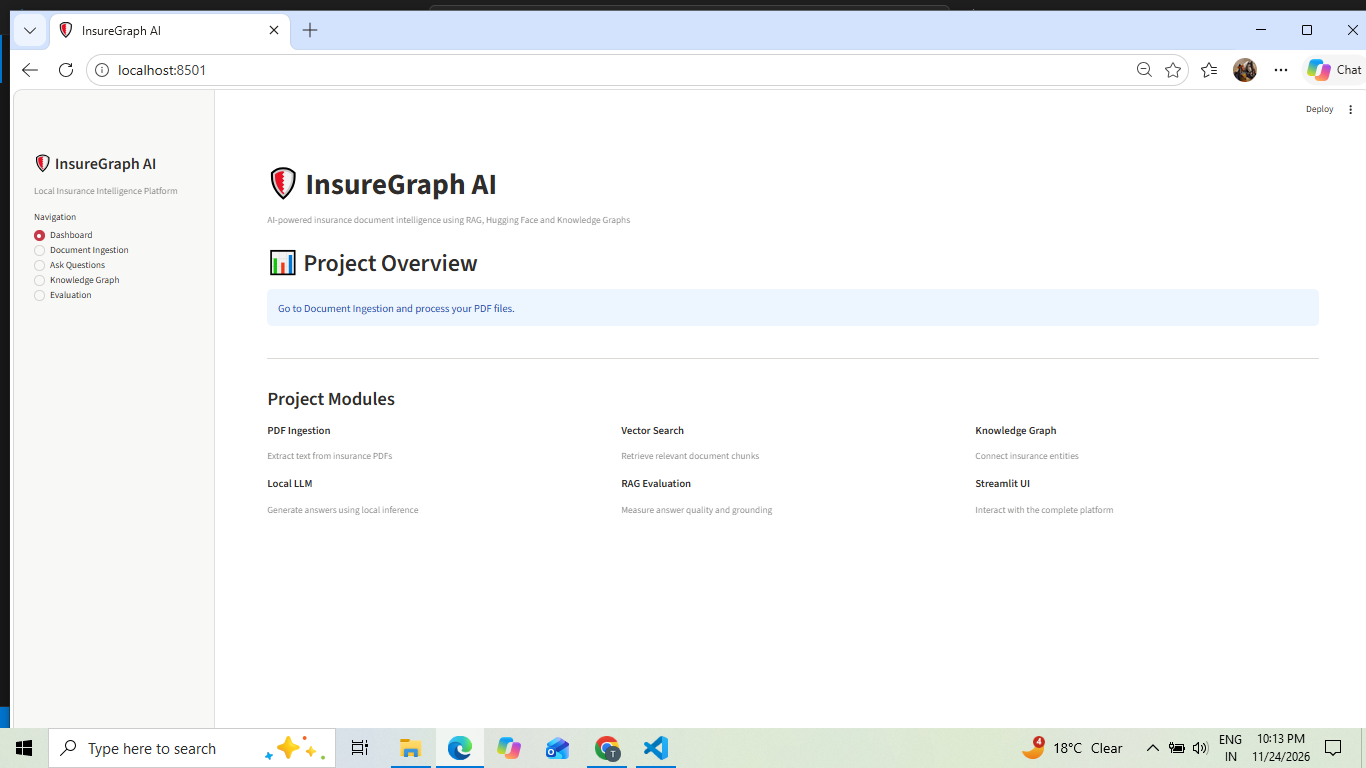 InsureGraph AI
localhost:8501
Chat
Deploy
InsureGraph AI
Local Insurance Intelligence Platform
Navigation
Dashboard
Document Ingestion
Ask Questions
Knowledge Graph
Evaluation
InsureGraph AI
AI-powered insurance document intelligence using RAG, Hugging Face and Knowledge Graphs
Project Overview
Go to Document Ingestion and process your PDF files.
Project Modules
PDF Ingestion
Extract text from insurance PDFs
Vector Search
Retrieve relevant document chunks
Knowledge Graph
Connect insurance entities
Local LLM
Generate answers using local inference
RAG Evaluation
Measure answer quality and grounding
Streamlit UI
Interact with the complete platform
Type here to search
T
4
18°C Clear
ENG
IN
10:13 PM
11/24/2026